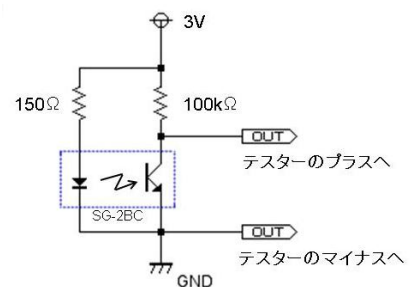 3V
150Ω
100kΩ
OUT
テスターのプラスへ
SG-2BC
OUT
テスターのマイナスへ
GND